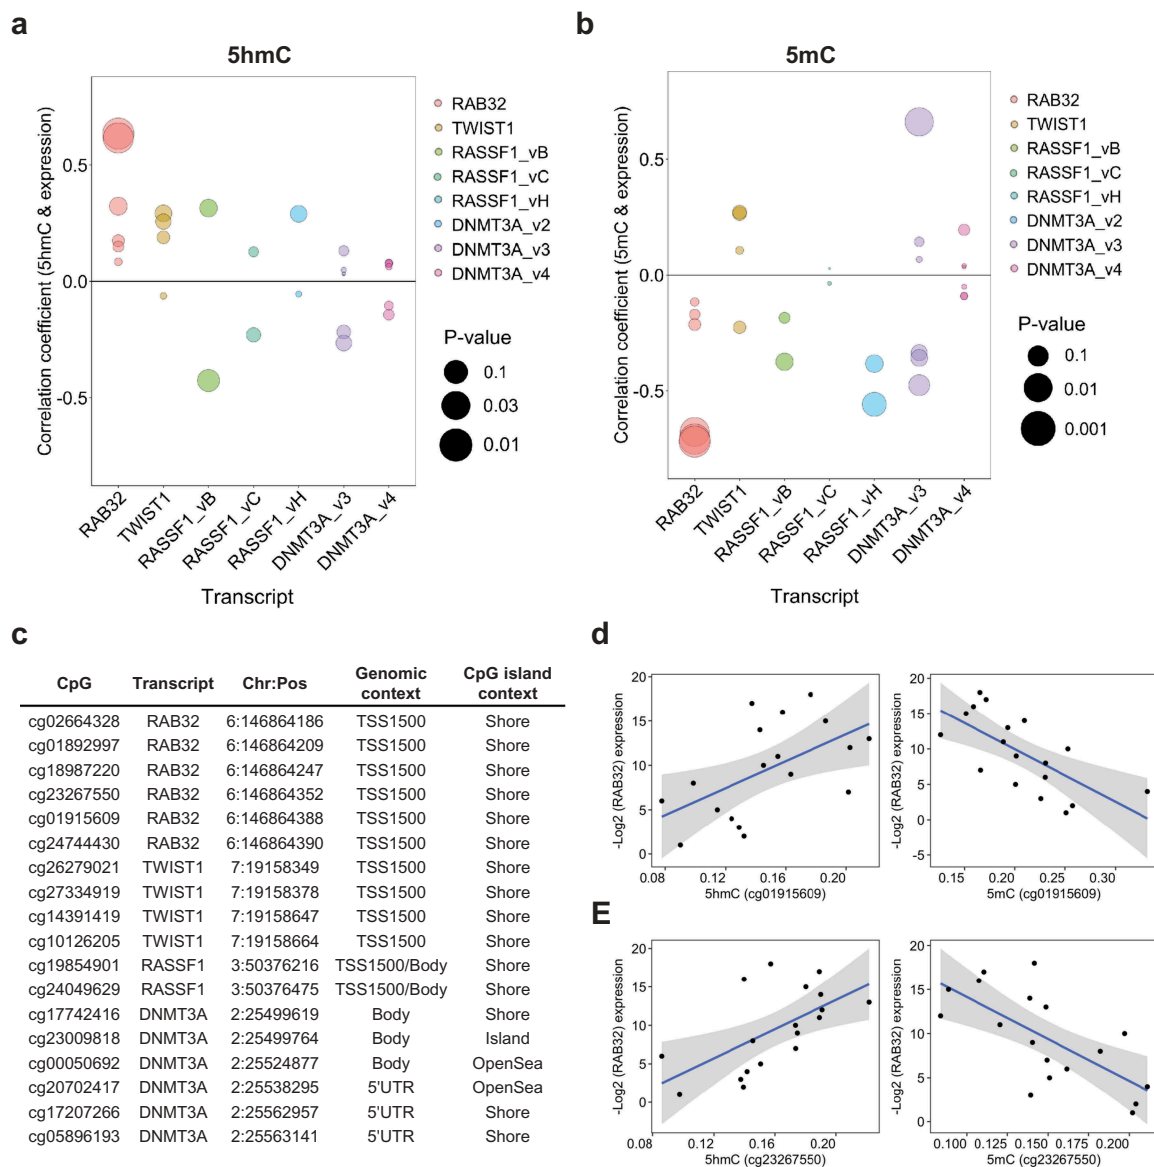 a
5hmC
Correlation coefficient (5hmC & expression)
0.5
0.0
-0.5
RAB32
TWIST1
RASSF1_vB
RASSF1_vC
RASSF1_vH
DNMT3A_v3
DNMT3A_v4
Transcript
RAB32
TWIST1
RASSF1_vB
RASSF1_vC
RASSF1_vH
DNMT3A_v2
DNMT3A_v3
DNMT3A_v4
P-value
0.1
0.03
0.01
b
5mC
Correlation coefficient (5mC & expression)
0.5
0.0
-0.5
RAB32
TWIST1
RASSF1_vB
RASSF1_vC
RASSF1_vH
DNMT3A_v3
DNMT3A_v4
Transcript
RAB32
TWIST1
RASSF1_vB
RASSF1_vC
RASSF1_vH
DNMT3A_v2
DNMT3A_v3
DNMT3A_v4
P-value
0.1
0.01
0.001
c
CpG Transcript Chr:Pos Genomic context CpG island context
cg02664328 RAB32 6:146864186 TSS1500 Shore
cg01892997 RAB32 6:146864209 TSS1500 Shore
cg18987220 RAB32 6:146864247 TSS1500 Shore
cg23267550 RAB32 6:146864352 TSS1500 Shore
cg01915609 RAB32 6:146864388 TSS1500 Shore
cg24744430 RAB32 6:146864390 TSS1500 Shore
cg26279021 TWIST1 7:19158349 TSS1500 Shore
cg27334919 TWIST1 7:19158378 TSS1500 Shore
cg14391419 TWIST1 7:19158647 TSS1500 Shore
cg10126205 TWIST1 7:19158664 TSS1500 Shore
cg19854901 RASSF1 3:50376216 TSS1500/Body Shore
cg24049629 RASSF1 3:50376475 TSS1500/Body Shore
cg17742416 DNMT3A 2:25499619 Body Shore
cg23009818 DNMT3A 2:25499764 Body Island
cg00050692 DNMT3A 2:25524877 Body OpenSea
cg20702417 DNMT3A 2:25538295 5'UTR OpenSea
cg17207266 DNMT3A 2:25562957 5'UTR Shore
cg05896193 DNMT3A 2:25563141 5'UTR Shore
d
-Log2 (RAB32) expression
20
15
10
5
0
0.08 0.12 0.16 0.20
5hmC (cg01915609)
-Log2 (RAB32) expression
20
15
10
5
0
-5
0.15 0.20 0.25 0.30
5mC (cg01915609)
E
-Log2 (RAB32) expression
20
15
10
5
0
0.08 0.12 0.16 0.20
5hmC (cg23267550)
-Log2 (RAB32) expression
20
15
10
5
0
0.100 0.125 0.150 0.175 0.200
5mC (cg23267550)